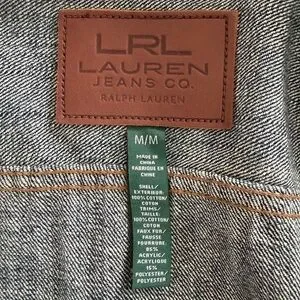 LRL
LAUREN
JEANS CO.
RALPH LAUREN
M/M
MADE IN
CHINA
FABRIQUE EN
CHINE
SHELL/
EXTERIEUR:
100% COTTON/
COTON
TRIMS/
TAILLE:
100% COTTON/
COTON
FAUX FUR/
FAUSSE
FOURRURE:
85%
ACRYLIC/
ACRYLIQUE
15%
POLYESTER/
POLYESTER